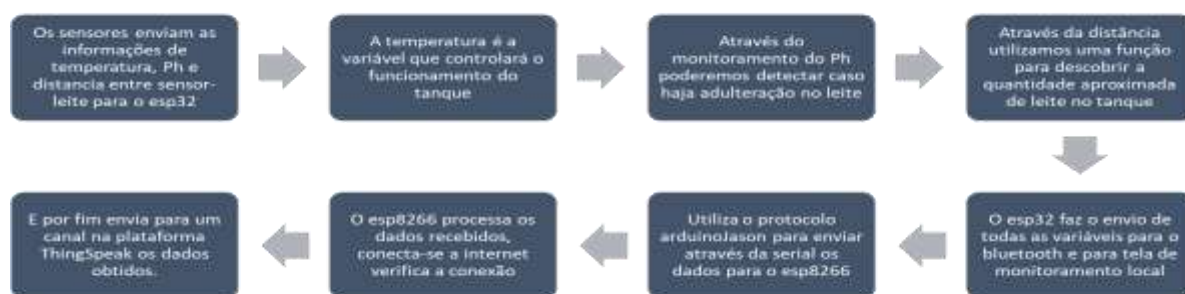 Os sensores enviam as
informações de
temperatura, Ph e
distancia entre sensor-
leite para o esp32
A temperatura é a
variável que controlará o
funcionamento do
tanque
Através do
monitoramento do Ph
poderemos detectar caso
haja adulteração no leite
Através da distância
utilizamos uma função
para descobrir a
quantidade aproximada
de leite no tanque
O esp32 faz o envio de
todas as variáveis para o
bluetooth e para tela de
monitoramento local
Utiliza o protocolo
arduinoJason para enviar
através da serial os
dados para o esp8266
O esp8266 processa os
dados recebidos,
conecta-se a internet
verifica a conexão
E por fim envia para um
canal na plataforma
ThingSpeak os dados
obtidos.